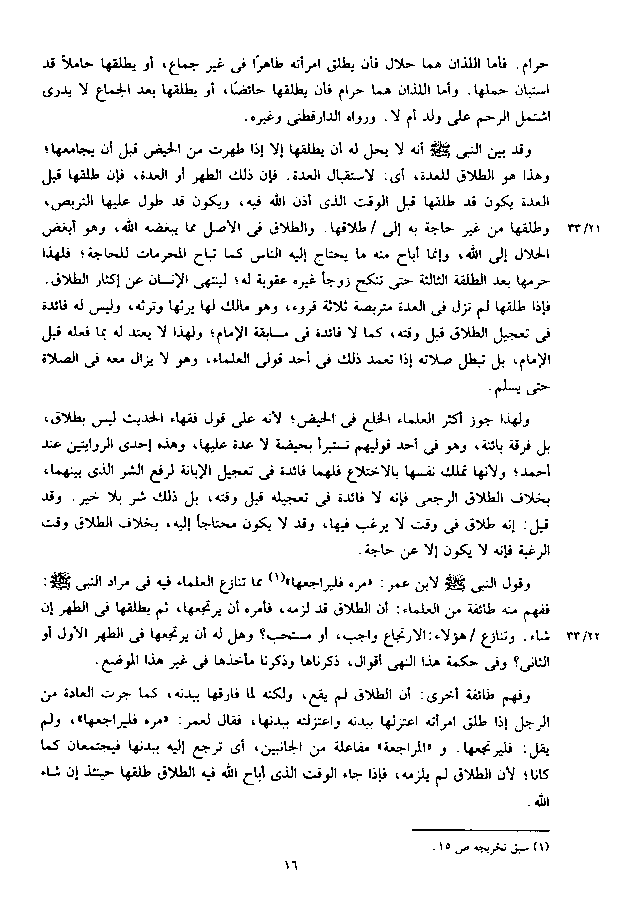 حرام. فأما اللذان هما حلال فأن يطلق امرأته طاهرًا فى غير جماع، أو يطلقها حاملاً قد
استبان حملها. وأما اللذان هما حرام فأن يطلقها حائضًا، أو يطلقها بعد الجماع لا يدرى
اشتمل الرحم على ولد أم لا. ورواه الدارقطنى وغيره.
وقد بين النبى ﷺ أنه لا يحل له أن يطلقها إلا إذا طهرت من الحيض قبل أن يجامعها؛
وهذا هو الطلاق للعدة، أى: لاستقبال العدة. فإن ذلك الطهر أو العدة، فإن طلقها قبل
العدة يكون قد طلقها قبل الوقت الذى أذن الله فيه، ويكون قد طول عليها التربص،
٣٣/٢١ وطلقها من غير حاجة به إلى / طلاقها. والطلاق فى الأصل مما يبغضه الله، وهو أبغض
الحلال إلى الله، وإنما أباح منه ما يحتاج إليه الناس كما تباح المحرمات للحاجة؛ فلهذا
حرمها بعد الطلقة الثالثة حتى تنكح زوجاً غيره عقوبة له؛ لينتهى الإنسان عن إكثار الطلاق.
فإذا طلقها لم تزل فى العدة متربصة ثلاثة قروء، وهو مالك لها يرثها وترثه، وليس له فائدة
فى تعجيل الطلاق قبل وقته، كما لا فائدة فى مسابقة الإمام؛ ولهذا لا يعتد له بما فعله قبل
الإمام، بل تبطل صلاته إذا تعمد ذلك فى أحد قولى العلماء، وهو لا يزال معه فى الصلاة
حتى يسلم.
ولهذا جوز أكثر العلماء الخلع فى الحيض؛ لأنه على قول فقهاء الحديث ليس بطلاق،
بل فرقة بائنة، وهو فى أحد قوليهم تستبرأ بحيضة لا عدة عليها، وهذه إحدى الروايتين عند
أحمد؛ ولأنها تملك نفسها بالاختلاع فلهما فائدة فى تعجيل الإبانة لرفع الشر الذى بينهما،
بخلاف الطلاق الرجعى فإنه لا فائدة فى تعجيله قبل وقته، بل ذلك شر بلا خير. وقد
قيل: إنه طلاق فى وقت لا يرغب فيها، وقد لا يكون محتاجاً إليه، بخلاف الطلاق وقت
الرغبة فإنه لا يكون إلا عن حاجة.
وقول النبى ﷺ لابن عمر: «مره فليراجعها»(١) مما تنازع العلماء فيه فى مراد النبى ﷺ:
ففهم منه طائفة من العلماء: أن الطلاق قد لزمه، فأمره أن يرتجعها، ثم يطلقها فى الطهر إن
٣٣/٢٢ شاء. وتنازع / هؤلاء: الارتجاع واجب، أو مستحب؟ وهل له أن يرتجعها فى الطهر الأول أو
الثانى؟ وفى حكمة هذا النهى أقوال، ذكرناها وذكرنا مأخذها فى غير هذا الموضع.
وفهم طائفة أخرى: أن الطلاق لم يقع، ولكنه لما فارقها ببدنه، كما جرت العادة من
الرجل إذا طلق امرأته اعتزلها ببدنه واعتزلته ببدنها، فقال لعمر: «مره فليراجعها»، ولم
يقل: فليرتجعها. و «المراجعة» مفاعلة من الجانبين، أى ترجع إليه ببدنها فيجتمعان كما
كانا؛ لأن الطلاق لم يلزمه، فإذا جاء الوقت الذى أباح الله فيه الطلاق طلقها حينئذ إن شاء
الله.
(١) سبق تخريجه ص ١٥.
١٦